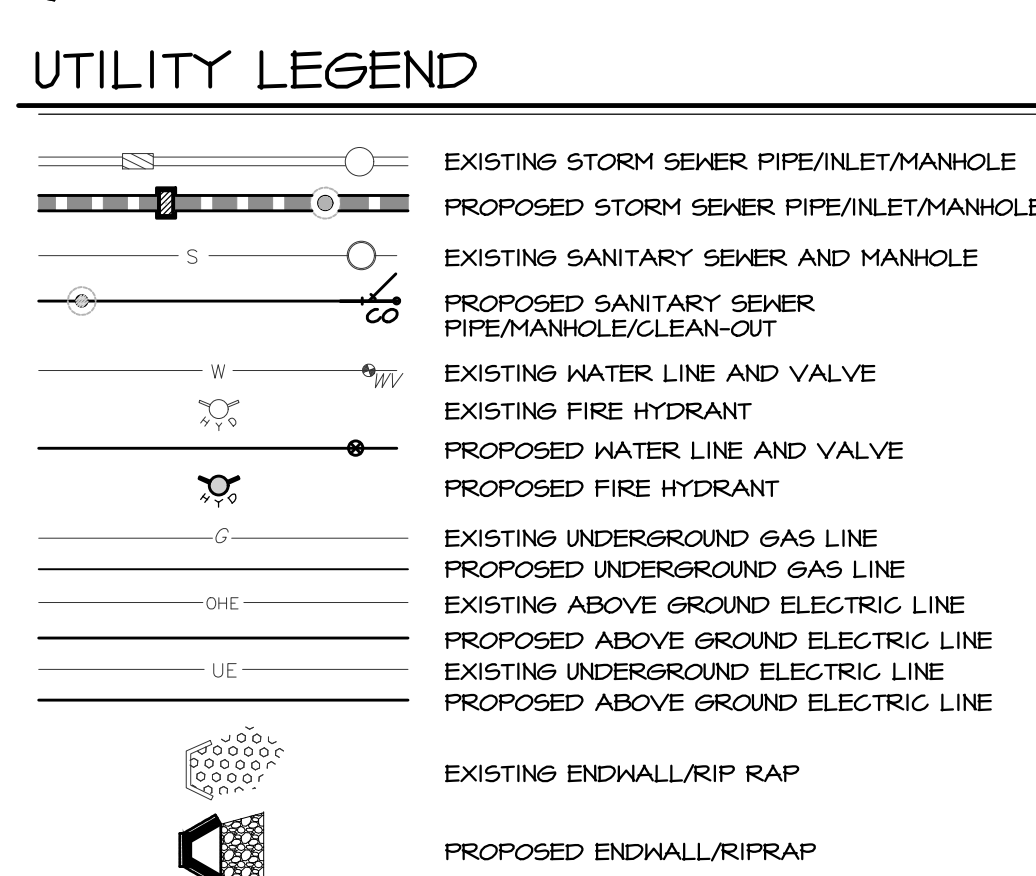 UTILITY LEGEND
EXISTING STORM SEWER PIPE/INLET/MANHOLE
PROPOSED STORM SEWER PIPE/INLET/MANHOLE
S
EXISTING SANITARY SEWER AND MANHOLE
CO
PROPOSED SANITARY SEWER
PIPE/MANHOLE/CLEAN-OUT
W
WV
EXISTING WATER LINE AND VALVE
HYD
EXISTING FIRE HYDRANT
PROPOSED WATER LINE AND VALVE
HYD
PROPOSED FIRE HYDRANT
G
EXISTING UNDERGROUND GAS LINE
PROPOSED UNDERGROUND GAS LINE
OHE
EXISTING ABOVE GROUND ELECTRIC LINE
PROPOSED ABOVE GROUND ELECTRIC LINE
UE
EXISTING UNDERGROUND ELECTRIC LINE
PROPOSED ABOVE GROUND ELECTRIC LINE
EXISTING ENDWALL/RIP RAP
PROPOSED ENDWALL/RIPRAP